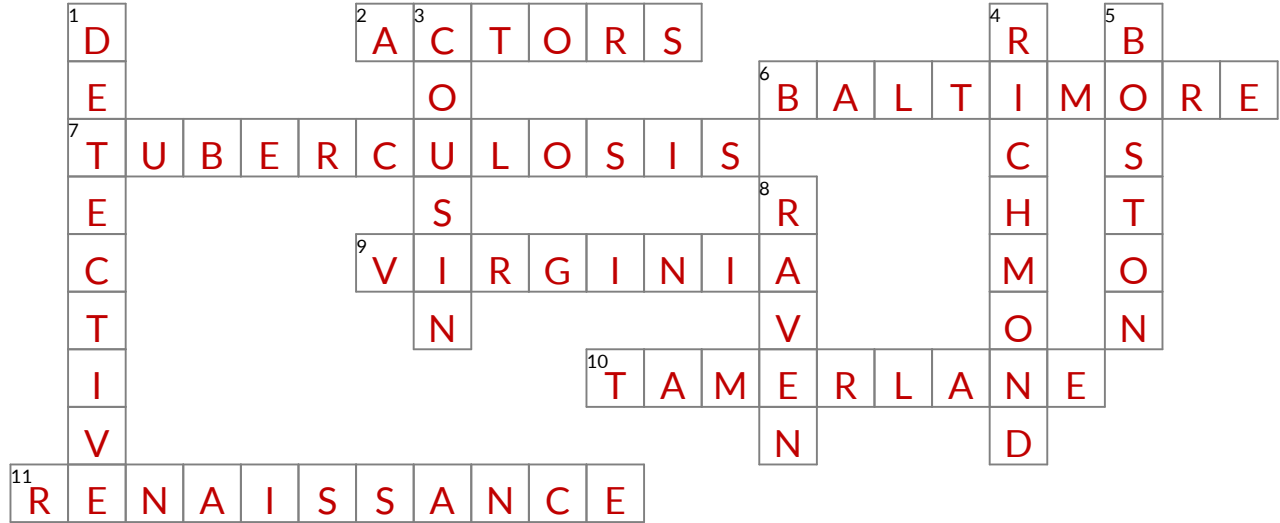 1 D 2 A 3 C T O R S 4 R 5 B
E O 6 B A L T I M O R E
7 T U B E R C U L O S I S C S
E S 8 R H T
C 9 V I R G I N I A M O
T N V O N
I 10 T A M E R L A N E
V N D
11 R E N A I S S A N C E